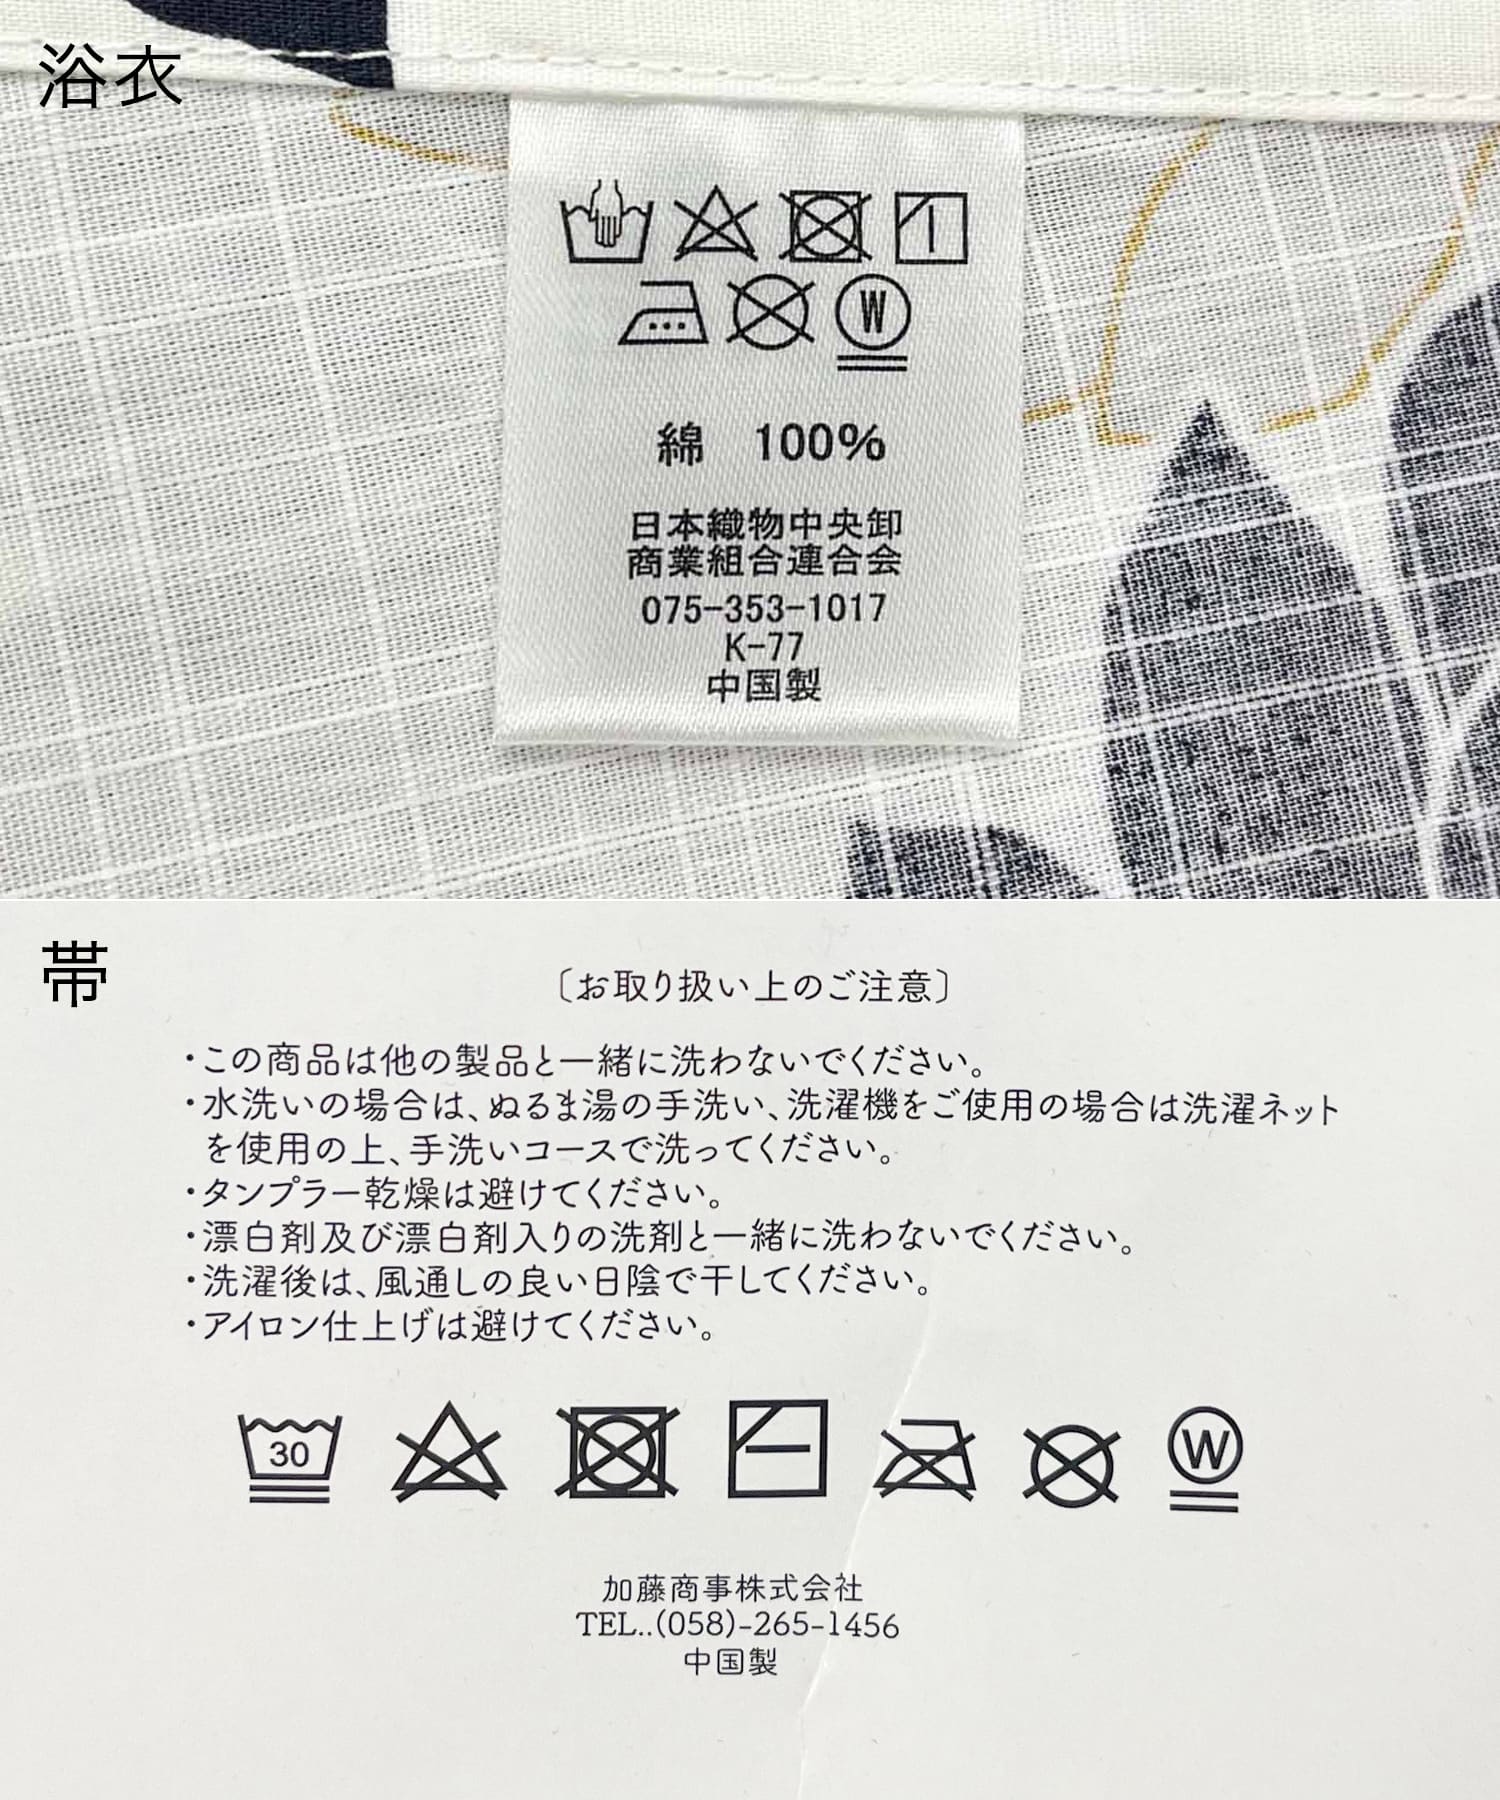 浴衣
W
綿 100%
日本織物中央卸
商業組合連合会
075-353-1017
K-77
中国製
帯
〔お取り扱い上のご注意〕
・この商品は他の製品と一緒に洗わないでください。
・水洗いの場合は、ぬるま湯の手洗い、洗濯機をご使用の場合は洗濯ネット
を使用の上、手洗いコースで洗ってください。
・タンブラー乾燥は避けてください。
・漂白剤及び漂白剤入りの洗剤と一緒に洗わないでください。
・洗濯後は、風通しの良い日陰で干してください。
・アイロン仕上げは避けてください。
30 W
加藤商事株式会社
TEL..(058)-265-1456
中国製